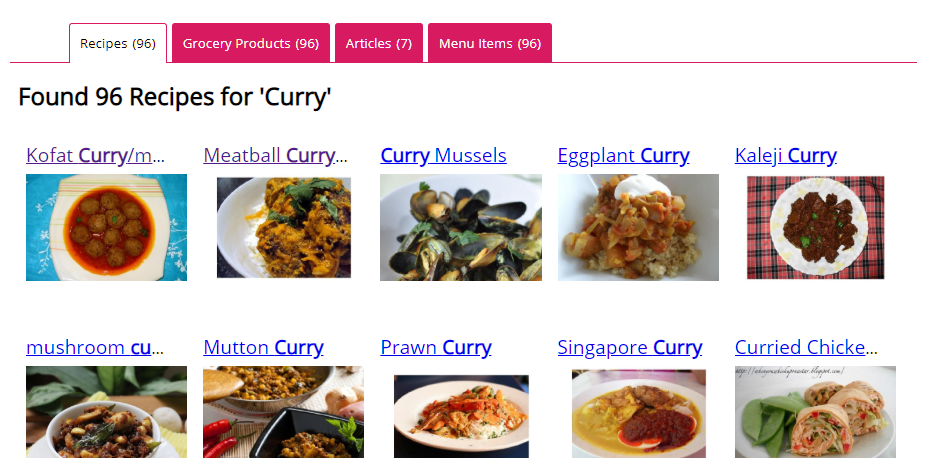 Recipes (96)
Grocery Products (96)
Articles (7)
Menu Items (96)
Found 96 Recipes for 'Curry'
Kofat Curry/m...
Meatball Curry...
Curry Mussels
Eggplant Curry
Kaleji Curry
mushroom cu...
Mutton Curry
Prawn Curry
Singapore Curry
Curried Chicke...